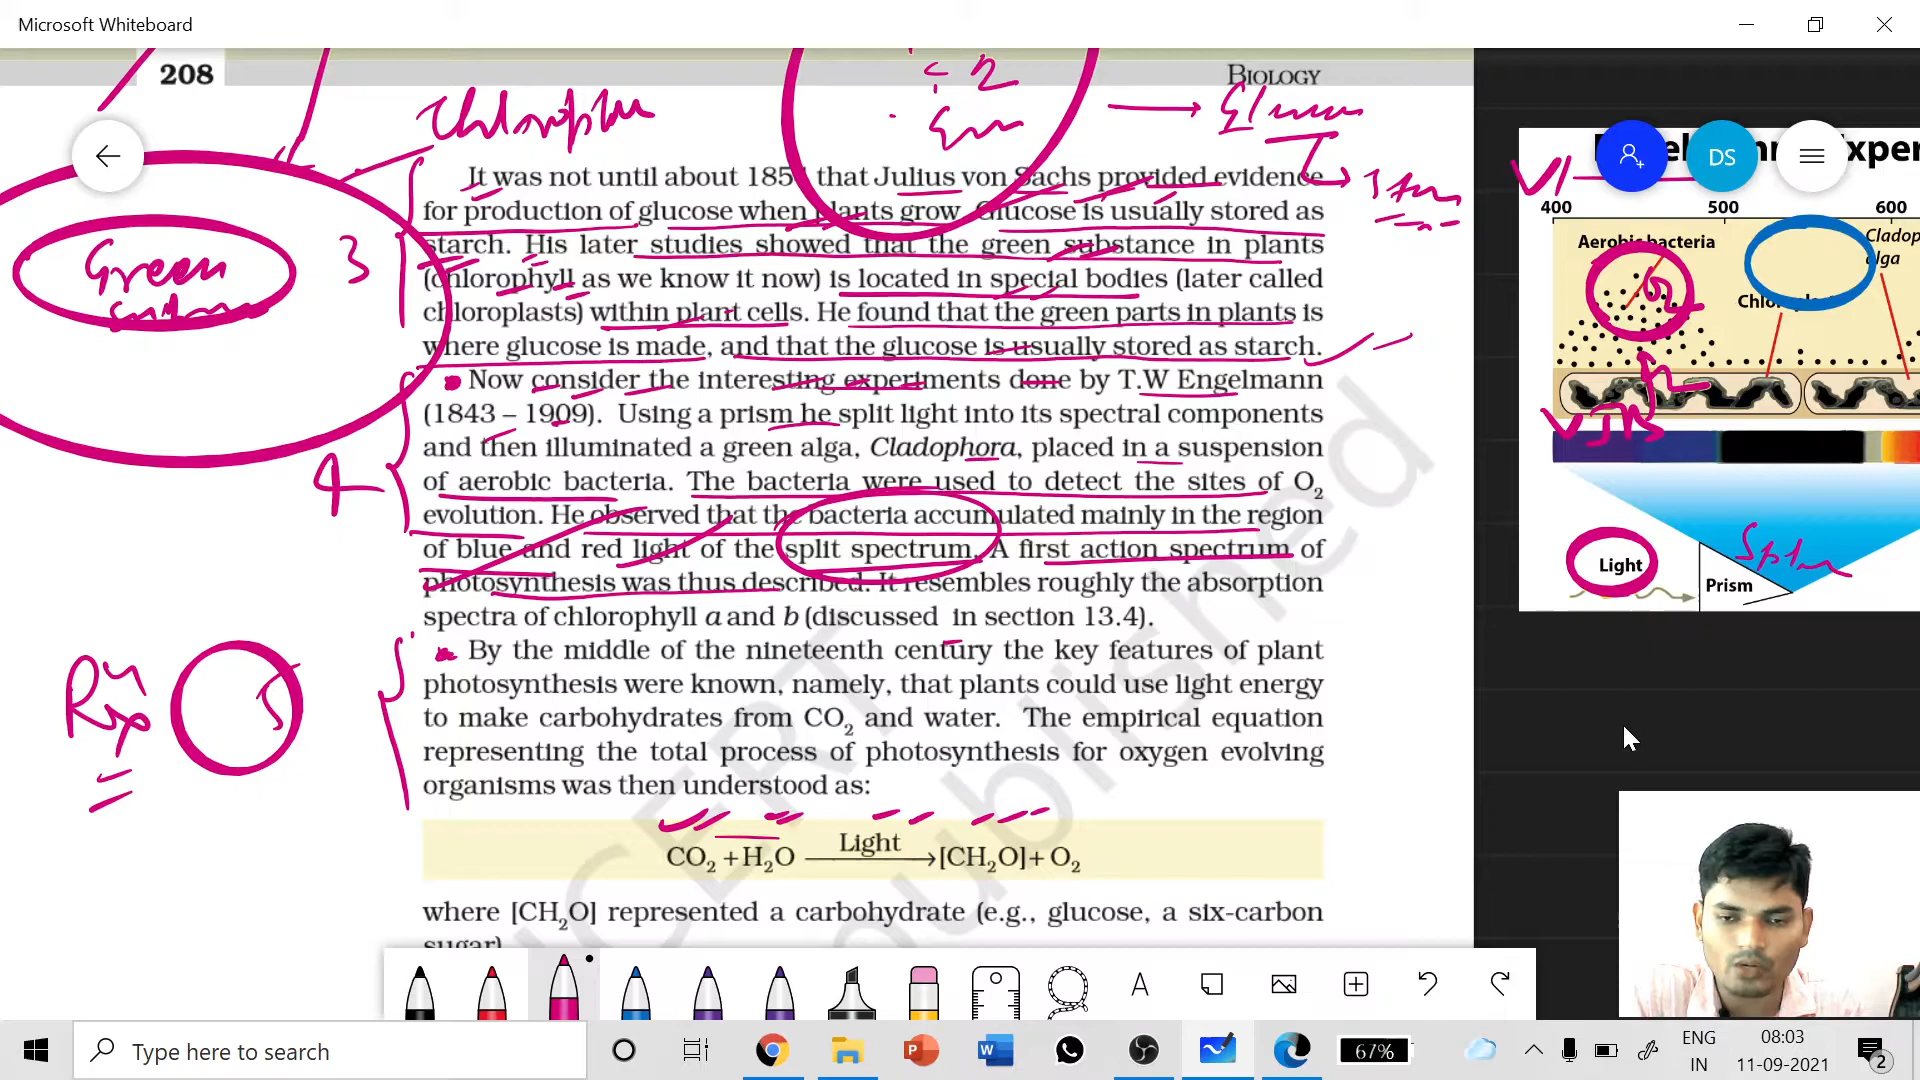 Microsoft Whiteboard
208
BIOLOGY
It was not until about 185 that Julius von Sachs provided evidence
for production of glucose when plants grow. Glucose is usually stored as
starch. His later studies showed that the green substance in plants
(chlorophyll as we know it now) is located in special bodies (later called
chloroplasts) within plant cells. He found that the green parts in plants is
where glucose is made, and that the glucose is usually stored as starch.
Now consider the interesting experiments done by T.W Engelmann
(1843 – 1909). Using a prism he split light into its spectral components
and then illuminated a green alga, Cladophora, placed in a suspension
of aerobic bacteria. The bacteria were used to detect the sites of O₂
evolution. He observed that the bacteria accumulated mainly in the region
of blue and red light of the split spectrum. A first action spectrum of
photosynthesis was thus described. It resembles roughly the absorption
spectra of chlorophyll a and b (discussed in section 13.4).
By the middle of the nineteenth century the key features of plant
photosynthesis were known, namely, that plants could use light energy
to make carbohydrates from CO₂ and water. The empirical equation
representing the total process of photosynthesis for oxygen evolving
organisms was then understood as:
Light
CO₂ + H₂O → [CH₂O] + O₂
where [CH₂O] represented a carbohydrate (e.g., glucose, a six-carbon
sugar)
Green
3
4
5
DS
xper
400 500 600
Aerobic bacteria
Cladop
alga
VIB
Light
Prism
A
Type here to search
67%
ENG
IN
08:03
11-09-2021
2